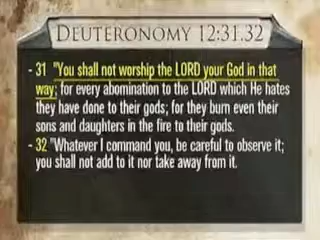 DEUTERONOMY 12:31.32
- 31 "You shall not worship the LORD your God in that
way; for every abomination to the LORD which He hates
they have done to their gods; for they burn even their
sons and daughters in the fire to their gods.
- 32 "Whatever I command you, be careful to observe it;
you shall not add to it nor take away from it.